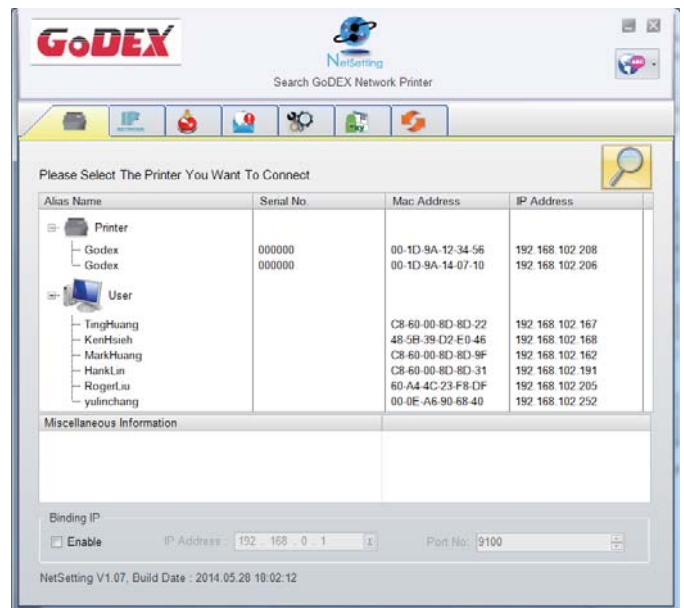 GoDEX
NetSetting
Search GoDEX Network Printer
IP
NETWORK
Please Select The Printer You Want To Connect
Alias Name Serial No. Mac Address IP Address
Printer
Godex 000000 00-1D-9A-12-34-56 192.168.102.208
Godex 000000 00-1D-9A-14-07-10 192.168.102.206
User
TingHuang C8-60-00-8D-8D-22 192.168.102.167
KenHsieh 48-5B-39-D2-E0-46 192.168.102.168
MarkHuang C8-60-00-8D-8D-9F 192.168.102.162
HankLin C8-60-00-8D-8D-31 192.168.102.191
RogerLiu 60-A4-4C-23-F8-DF 192.168.102.205
yulinchang 00-0E-A6-90-68-40 192.168.102.252
Miscellaneous Information
Binding IP
Enable IP Address : 192 . 168 . 0 . 1 x Port No: 9100
NetSetting V1.07, Build Date : 2014.05.28 18:02:12